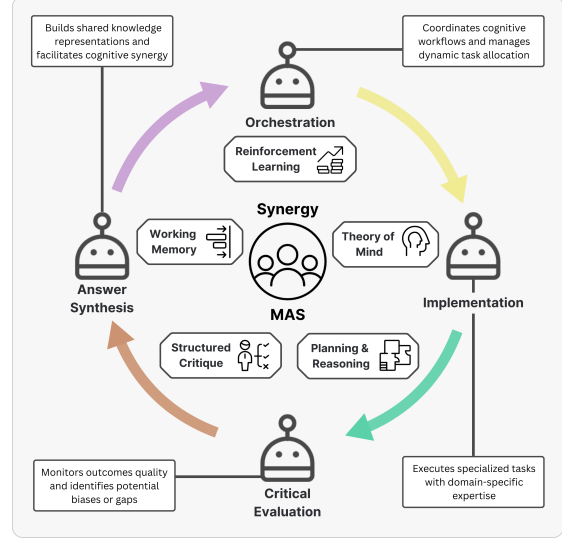 Builds shared knowledge
representations and
facilitates cognitive synergy
Coordinates cognitive
workflows and manages
dynamic task allocation
Orchestration
Reinforcement
Learning
Synergy
Working
Memory
Theory of
Mind
Answer
Synthesis
Implementation
MAS
Structured
Critique
Planning &
Reasoning
Monitors outcomes quality
and identifies potential
biases or gaps
Critical
Evaluation
Executes specialized tasks
with domain-specific
expertise